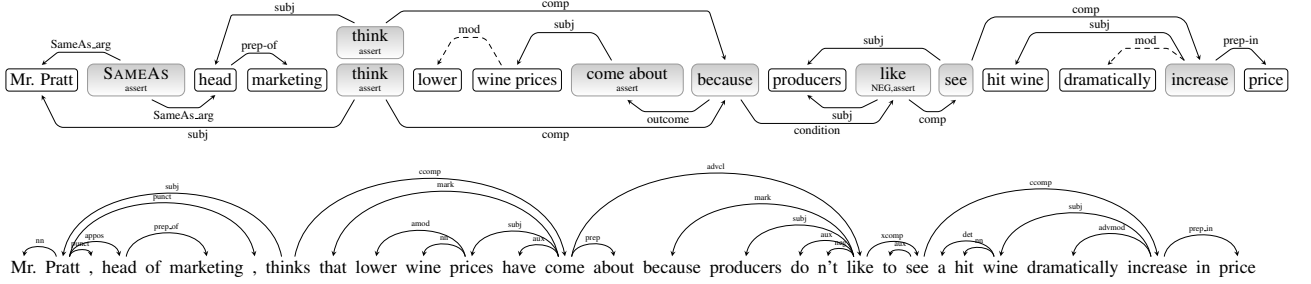 comp
subj
think
assert
comp
SameAs_arg
prep-of
mod
subj
subj
subj
mod
prep-in
Mr. Pratt SAMEAS assert head marketing think assert lower wine prices come about assert because producers like NEG,assert see hit wine dramatically increase price
SameAs_arg
outcome
subj
comp
subj
comp
condition
advcl
ccomp
ccomp
subj
mark
punct
mark
subj
amod
subj
subj
advmod
prep_in
nn
appos
punct
prep_of
nn
aux
prep
aux
neg
xcomp
aux
det
nn
Mr. Pratt , head of marketing , thinks that lower wine prices have come about because producers do n't like to see a hit wine dramatically increase in price